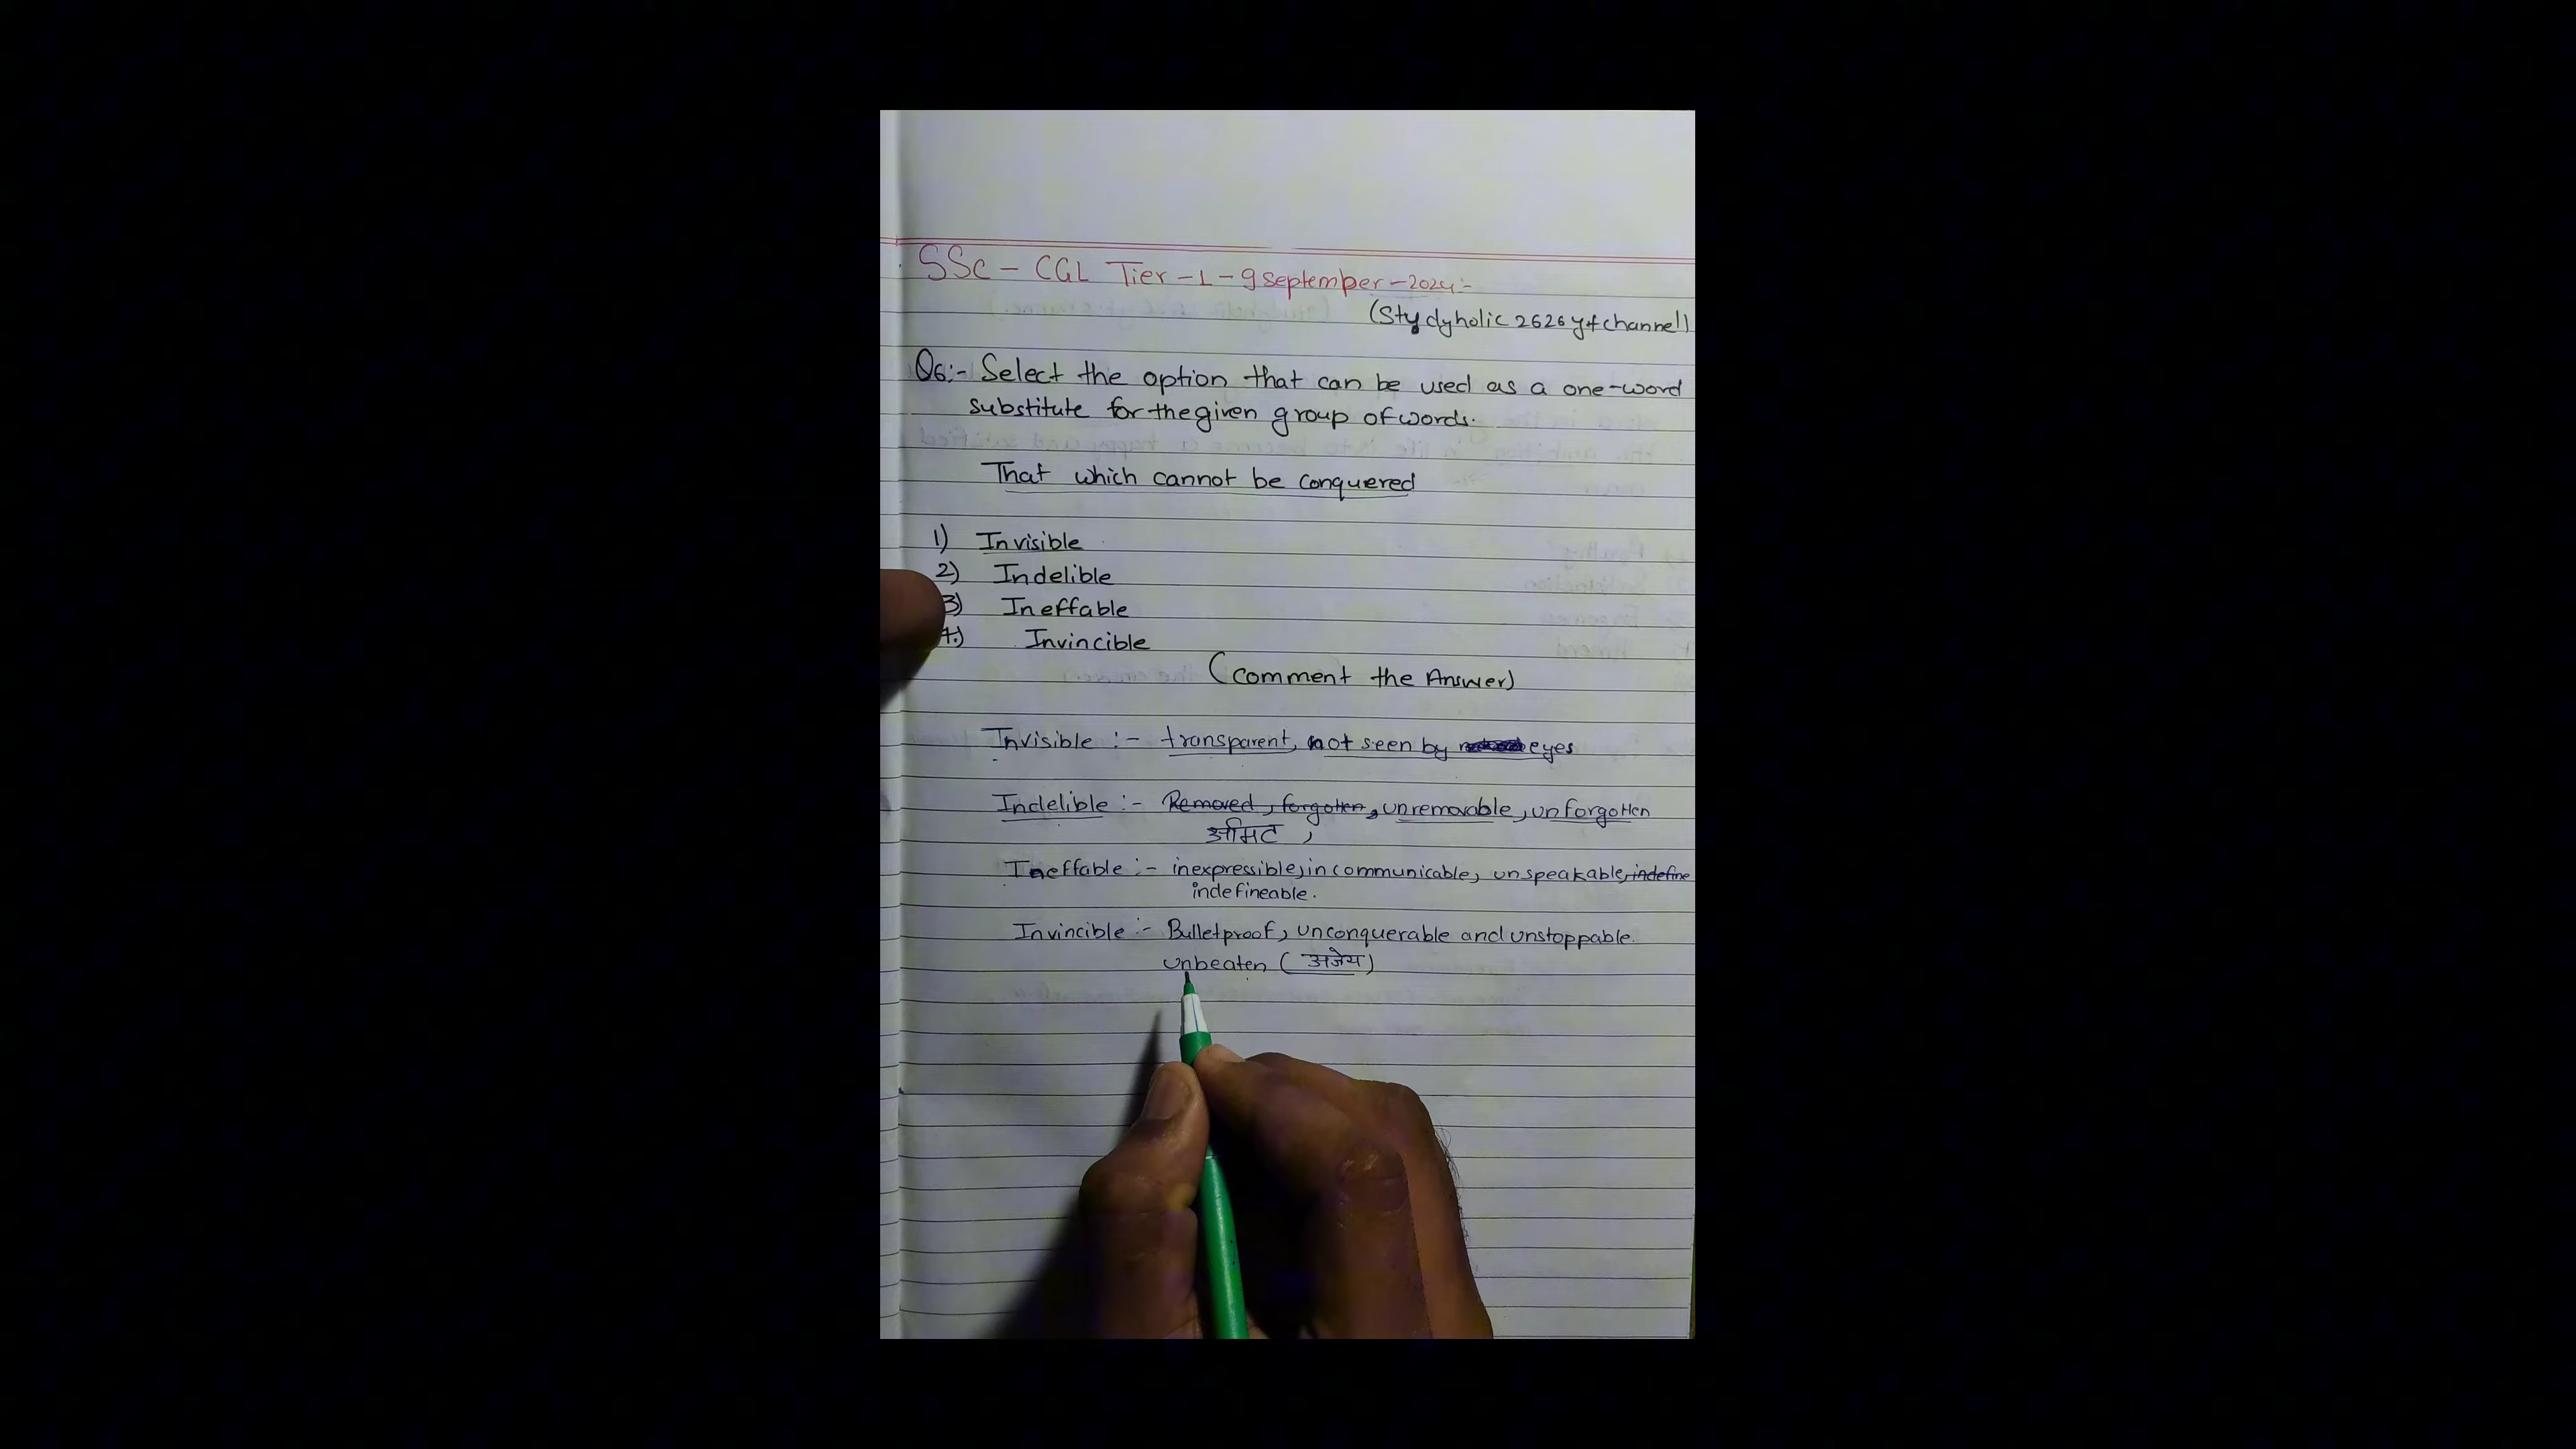 SSC - CGL Tier - 1 - 9 September - 2024:-
(Stydyholic 2626 yt channel)
Q6:- Select the option that can be used as a one-word
substitute for the given group of words.
That which cannot be conquered
1) Invisible
2) Indelible
3) Ineffable
4.) Invincible
(Comment the Answer)
Invisible :- transparent, not seen by eyes
Indelible :- Removed, forgotten, unremovable, unforgotten
अमिट,
Ineffable :- inexpressible, incommunicable, unspeakable, indefine
indefineable.
Invincible :- Bulletproof, unconquerable and unstoppable.
unbeaten (अजेय)